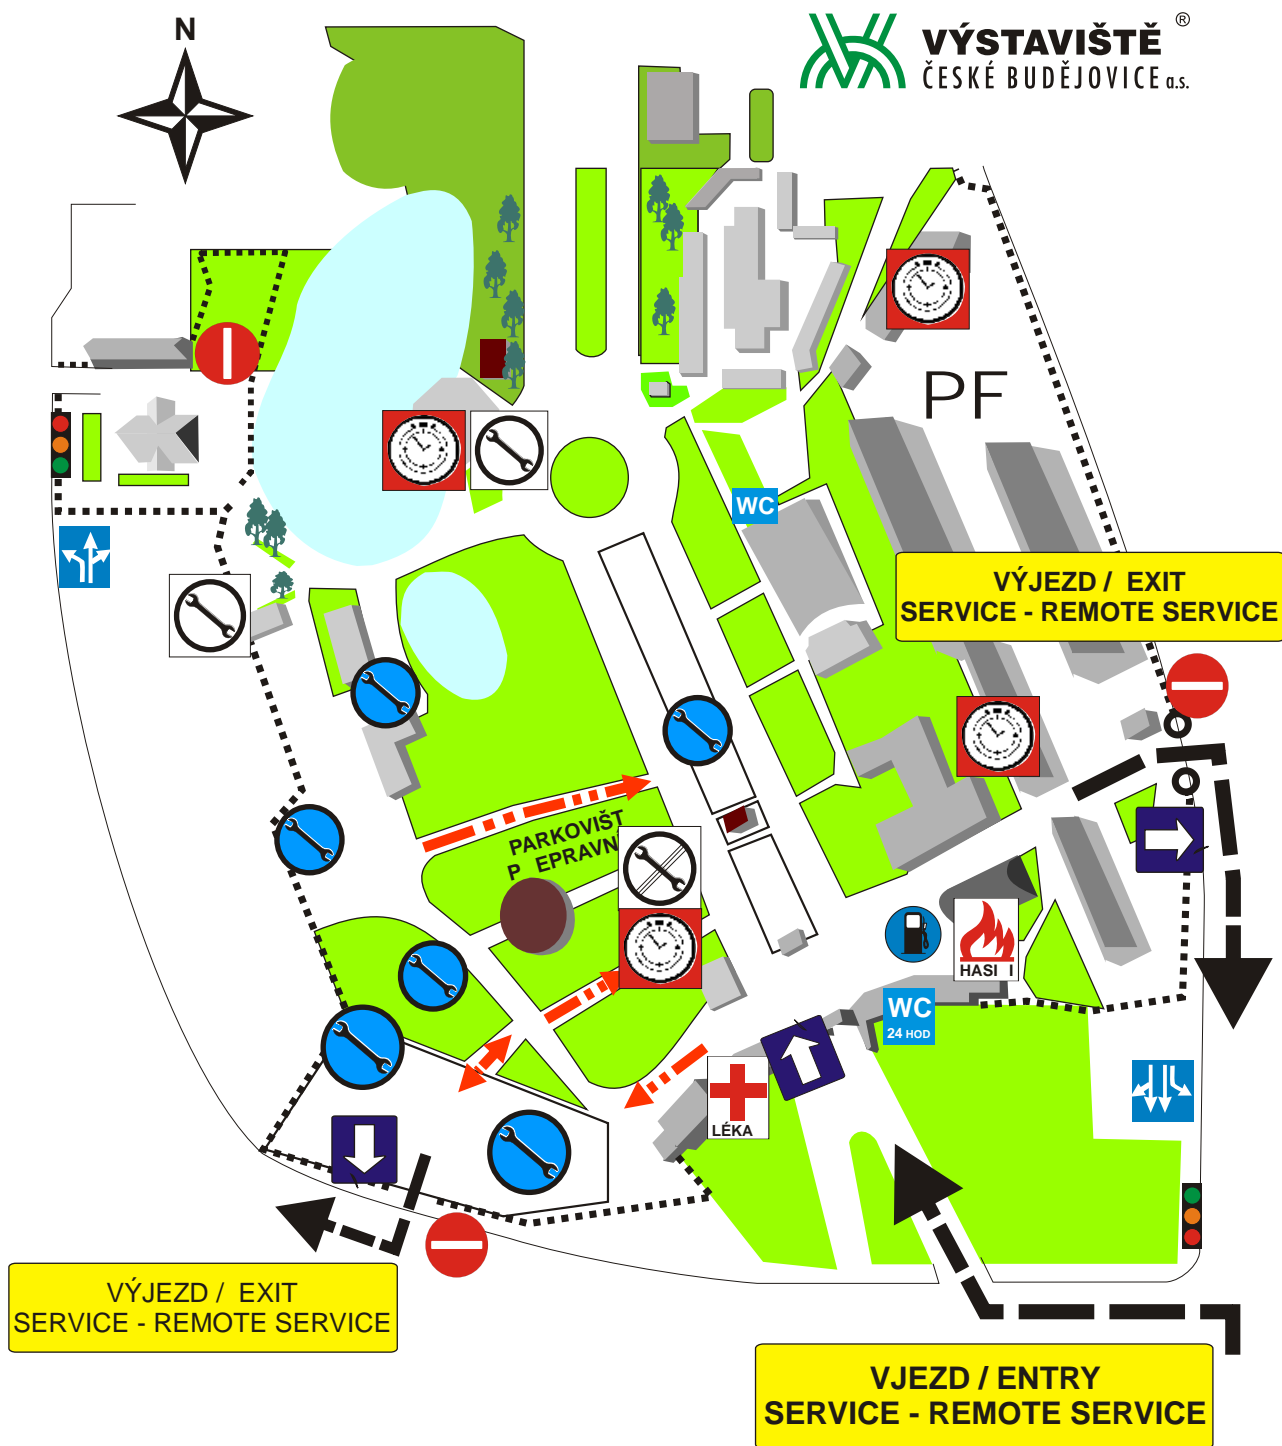 N
VÝSTAVIŠTĚ ®
ČESKÉ BUDĚJOVICE a.s.
PF
WC
VÝJEZD / EXIT
SERVICE - REMOTE SERVICE
PARKOVIŠT
P EPRAVN
HASI I
WC
24 HOD
LÉKA
VÝJEZD / EXIT
SERVICE - REMOTE SERVICE
VJEZD / ENTRY
SERVICE - REMOTE SERVICE